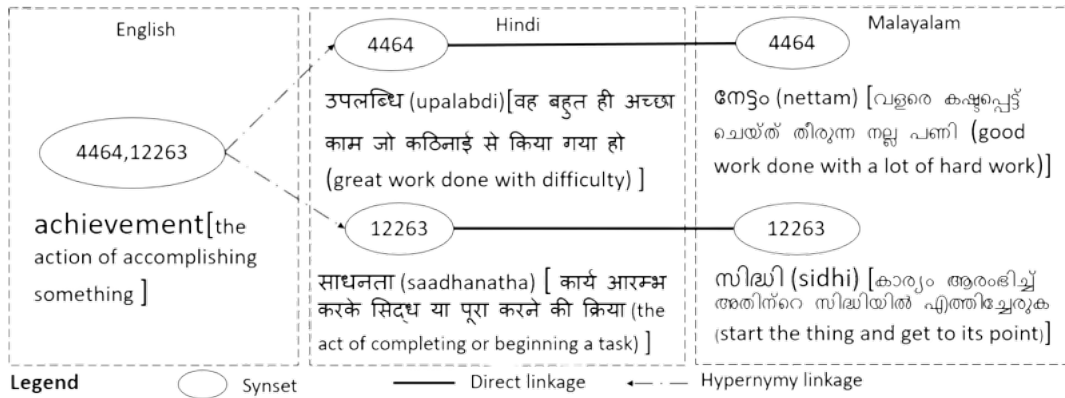 English
4464,12263
achievement[the
action of accomplishing
something ]
Hindi
4464
उपलब्धि (upalabdi)[वह बहुत ही अच्छा
काम जो कठिनाई से किया गया हो
(great work done with difficulty) ]
12263
साधनता (saadhanatha) [ कार्य आरम्भ
करके सिद्ध या पूरा करने की क्रिया (the
act of completing or beginning a task) ]
Malayalam
4464
നേട്ടം (nettam) [വളരെ കഷ്ടപ്പെട്ട്
ചെയ്ത് തീരുന്ന നല്ല പണി (good
work done with a lot of hard work)]
12263
സിദ്ധി (sidhi) [കാര്യം ആരംഭിച്ച്
അതിന്റെ സിദ്ധിയിൽ എത്തിച്ചേരുക
(start the thing and get to its point)]
Legend
Synset
Direct linkage
Hypernymy linkage